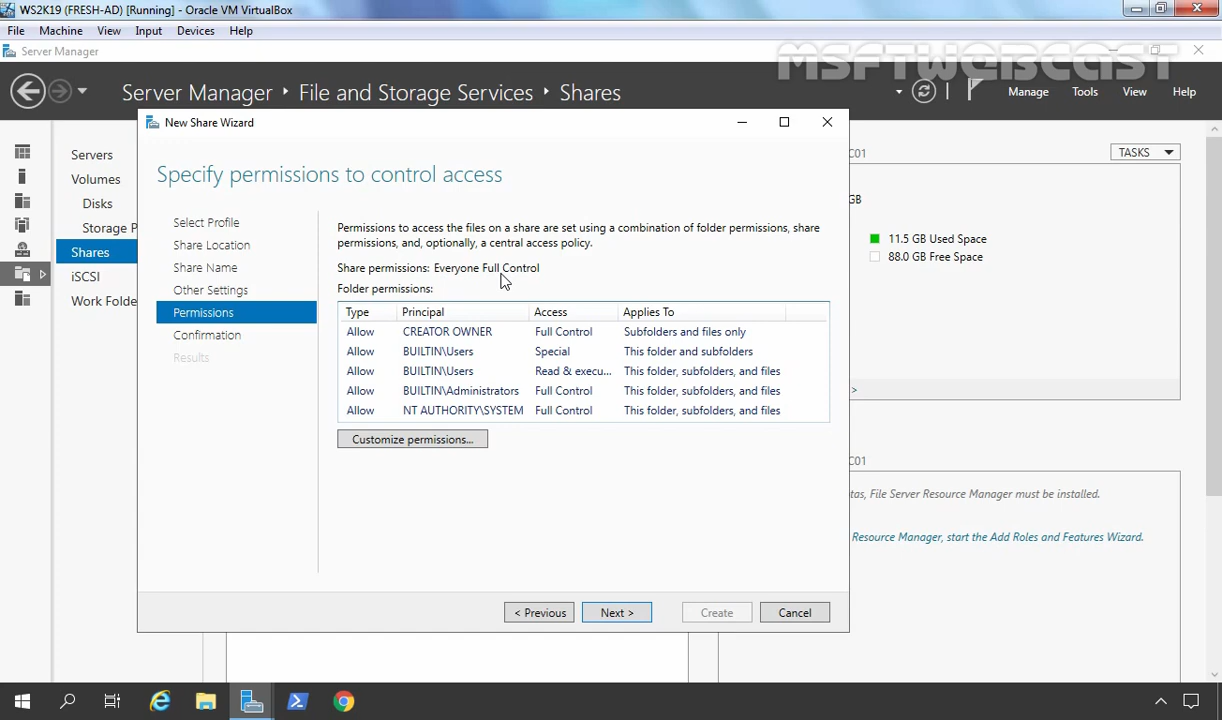 WS2K19 (FRESH-AD) [Running] - Oracle VM VirtualBox
File Machine View Input Devices Help
Server Manager
MSFTWEBCAST
Server Manager ‣ File and Storage Services ‣ Shares
Manage Tools View Help
New Share Wizard
Specify permissions to control access
Select Profile
Share Location
Share Name
Other Settings
Permissions
Confirmation
Results
Permissions to access the files on a share are set using a combination of folder permissions, share
permissions, and, optionally, a central access policy.
Share permissions: Everyone Full Control
Folder permissions:
Type Principal Access Applies To
Allow CREATOR OWNER Full Control Subfolders and files only
Allow BUILTIN\Users Special This folder and subfolders
Allow BUILTIN\Users Read & execu... This folder, subfolders, and files
Allow BUILTIN\Administrators Full Control This folder, subfolders, and files
Allow NT AUTHORITY\SYSTEM Full Control This folder, subfolders, and files
Customize permissions...
< Previous Next > Create Cancel
Servers
Volumes
Disks
Storage P
Shares
iSCSI
Work Folde
C01
TASKS
GB
11.5 GB Used Space
88.0 GB Free Space
>
C01
tas, File Server Resource Manager must be installed.
Resource Manager, start the Add Roles and Features Wizard.